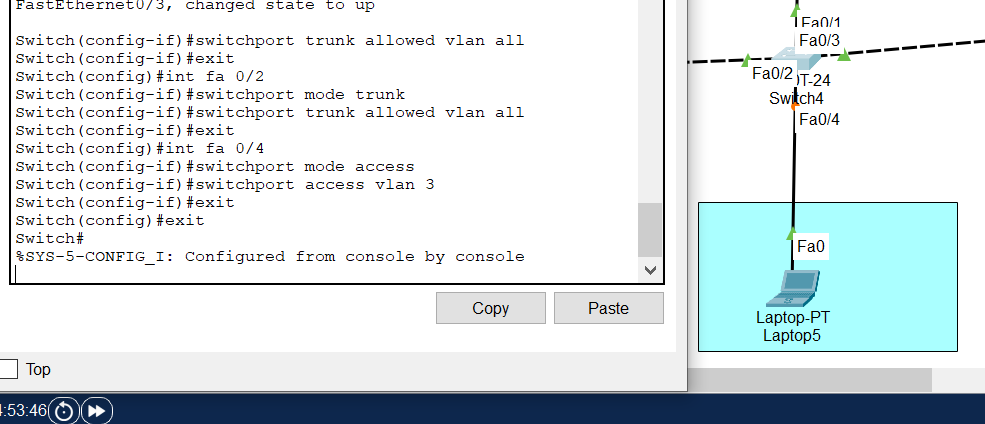 FastEthernet0/3, changed state to up
Switch(config-if)#switchport trunk allowed vlan all
Switch(config-if)#exit
Switch(config)#int fa 0/2
Switch(config-if)#switchport mode trunk
Switch(config-if)#switchport trunk allowed vlan all
Switch(config-if)#exit
Switch(config)#int fa 0/4
Switch(config-if)#switchport mode access
Switch(config-if)#switchport access vlan 3
Switch(config-if)#exit
Switch(config)#exit
Switch#
%SYS-5-CONFIG_I: Configured from console by console
Copy
Paste
Top
:53:46
Fa0/1
Fa0/3
Fa0/2
T-24
Switch4
Fa0/4
Fa0
Laptop-PT
Laptop5